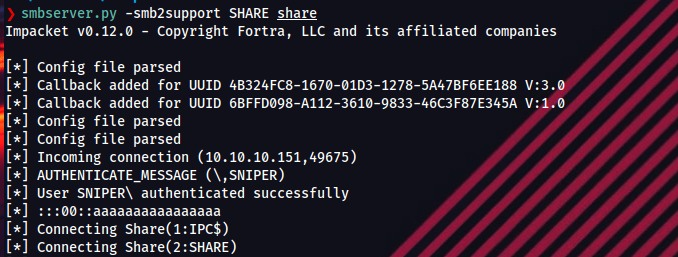 ❯ smbserver.py -smb2support SHARE share
Impacket v0.12.0 - Copyright Fortra, LLC and its affiliated companies
[*] Config file parsed
[*] Callback added for UUID 4B324FC8-1670-01D3-1278-5A47BF6EE188 V:3.0
[*] Callback added for UUID 6BFFD098-A112-3610-9833-46C3F87E345A V:1.0
[*] Config file parsed
[*] Config file parsed
[*] Incoming connection (10.10.10.151,49675)
[*] AUTHENTICATE_MESSAGE (\,SNIPER)
[*] User SNIPER\ authenticated successfully
[*] :::00::aaaaaaaaaaaaaaaa
[*] Connecting Share(1:IPC$)
[*] Connecting Share(2:SHARE)